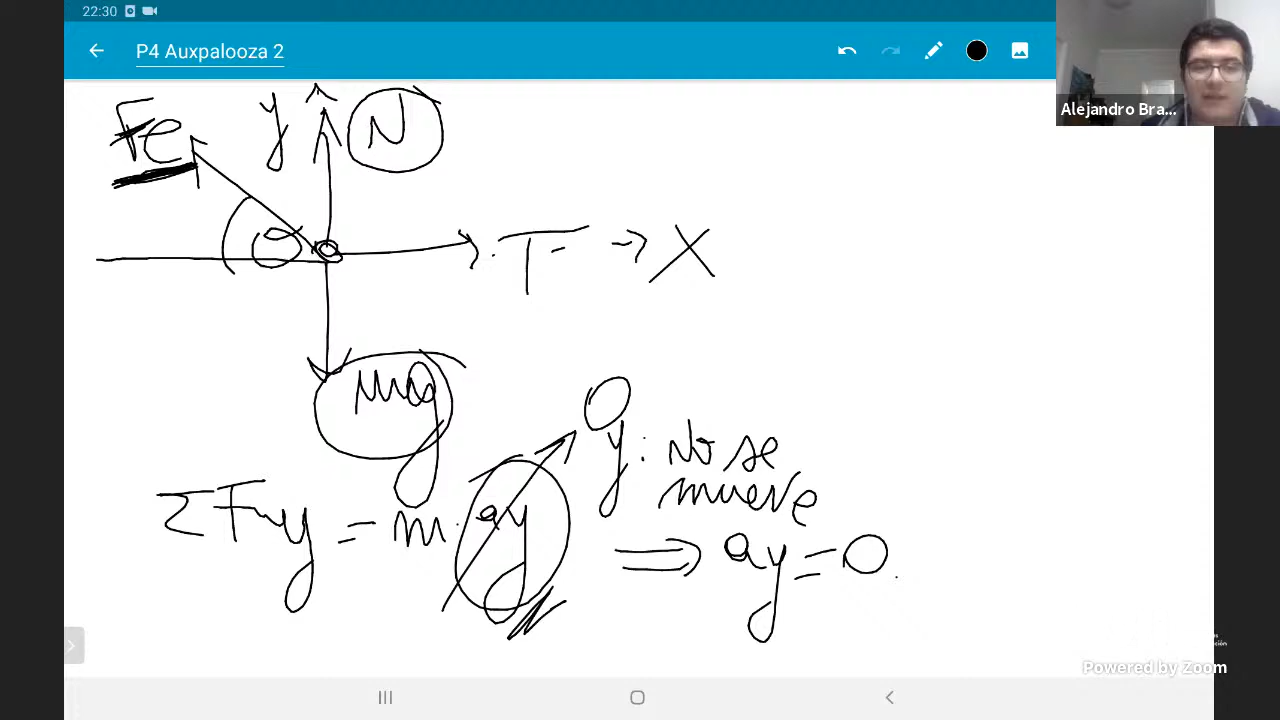 22:30
P4 Auxpalooza 2
Alejandro Bra...
Fe y N
θ T → X
mg
0
ΣFy = m · ay y: No se
mueve
⇒ ay = 0.
Powered by Zoom